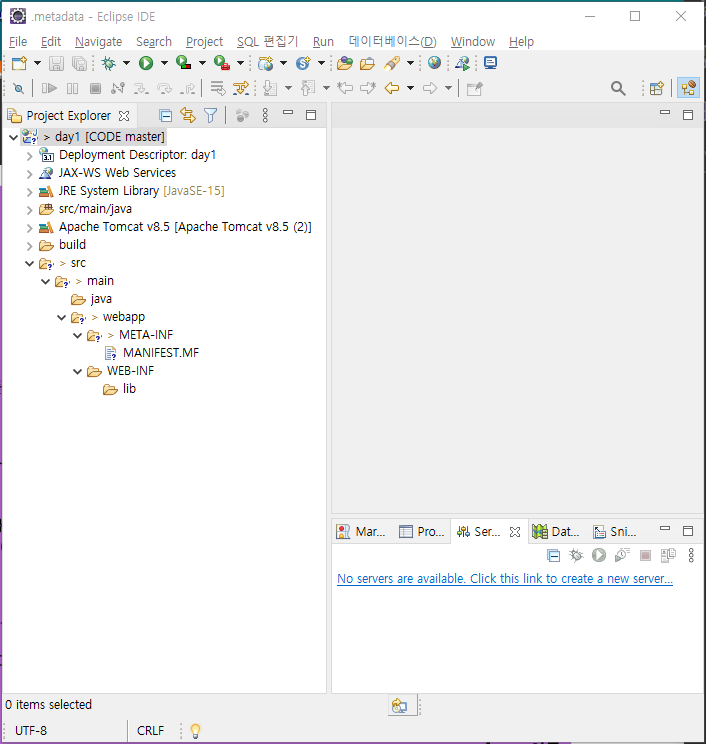 .metadata - Eclipse IDE
File Edit Navigate Search Project SQL 편집기 Run 데이터베이스(D) Window Help
Project Explorer
> day1 [CODE master]
Deployment Descriptor: day1
JAX-WS Web Services
JRE System Library [JavaSE-15]
src/main/java
Apache Tomcat v8.5 [Apache Tomcat v8.5 (2)]
build
> src
> main
java
> webapp
> META-INF
MANIFEST.MF
WEB-INF
lib
Mar... Pro... Ser... Dat... Sni...
No servers are available. Click this link to create a new server...
0 items selected
UTF-8 CRLF